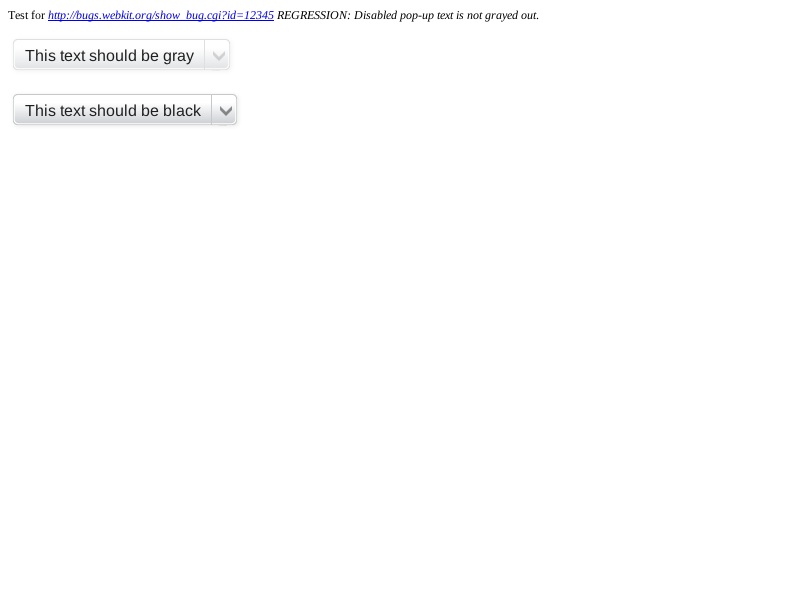 Test for http://bugs.webkit.org/show_bug.cgi?id=12345 REGRESSION: Disabled pop-up text is not grayed out.
This text should be gray
This text should be black